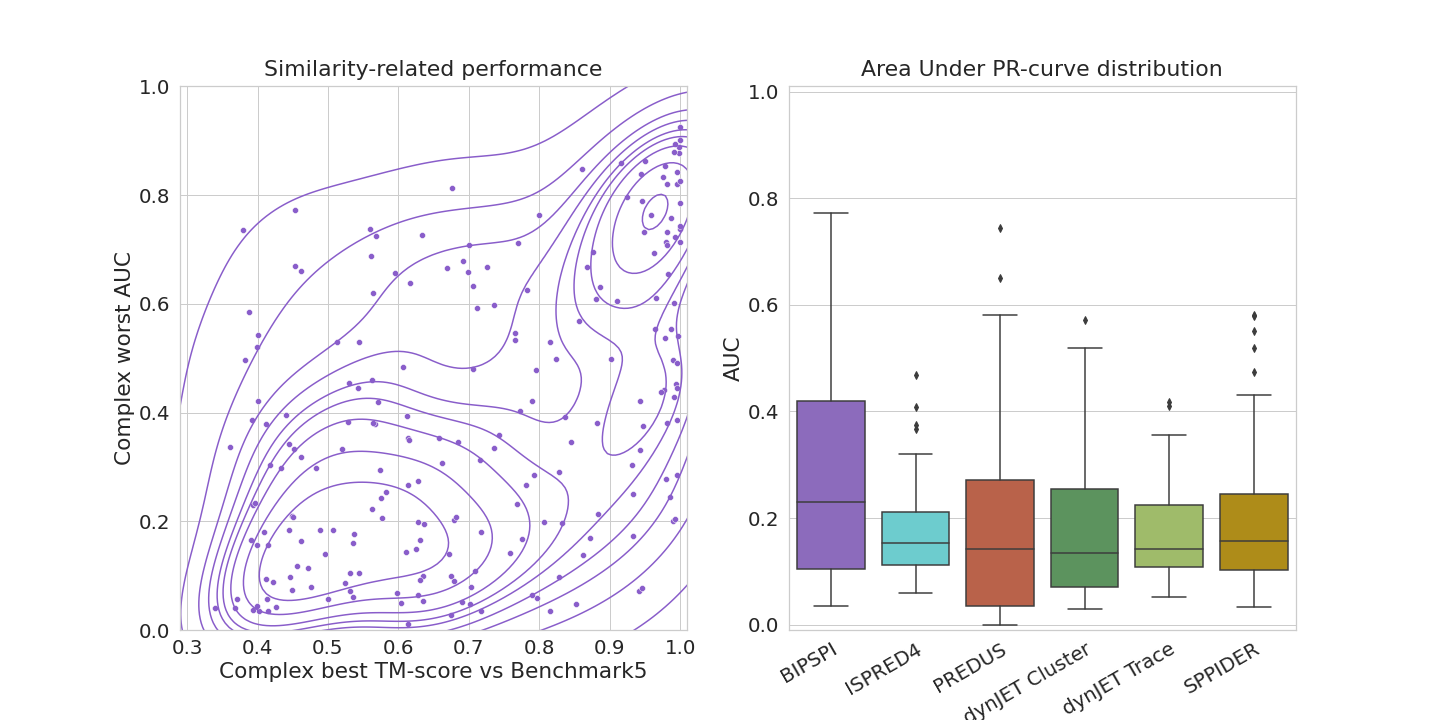 Similarity-related performance
1.0
0.8
0.6
0.4
0.2
0.0
Complex worst AUC
0.3 0.4 0.5 0.6 0.7 0.8 0.9 1.0
Complex best TM-score vs Benchmark5
Area Under PR-curve distribution
1.0
0.8
0.6
0.4
0.2
0.0
AUC
BIPSPI
ISPRED4
PREDUS
dynJET Cluster
dynJET Trace
SPPIDER